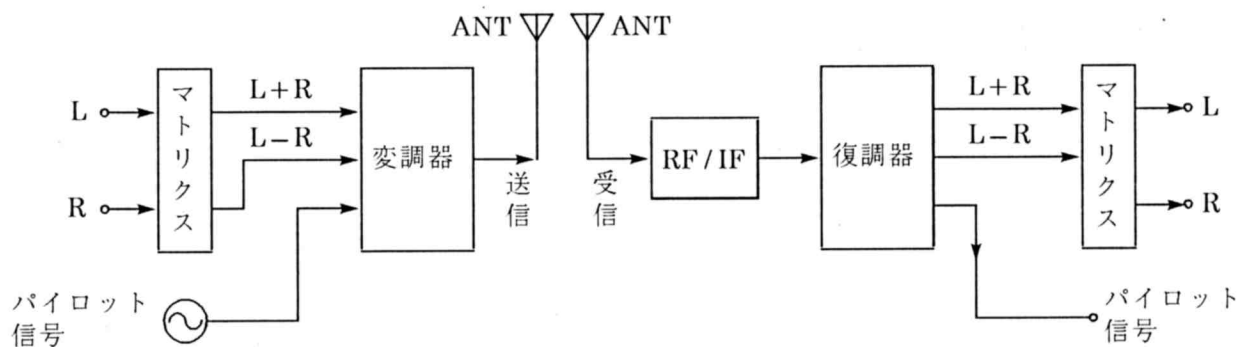 ANT
ANT
L
R
マトリクス
L+R
L−R
変調器
送信
受信
RF/IF
復調器
L+R
L−R
マトリクス
L
R
パイロット
信号
パイロット
信号